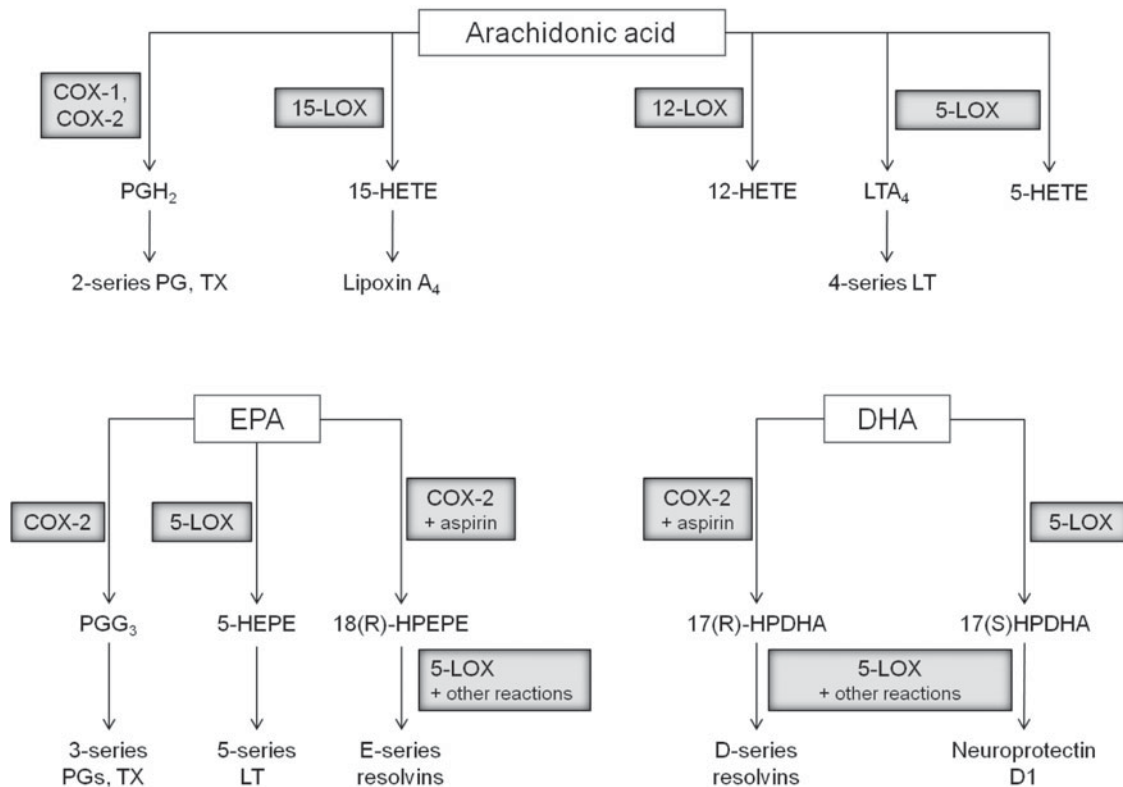 Arachidonic acid
COX-1,
COX-2
15-LOX
12-LOX
5-LOX
PGH₂
15-HETE
12-HETE
LTA₄
5-HETE
2-series PG, TX
Lipoxin A₄
4-series LT
EPA
DHA
COX-2
5-LOX
COX-2
+ aspirin
COX-2
+ aspirin
5-LOX
PGG₃
5-HEPE
18(R)-HPEPE
17(R)-HPDHA
17(S)HPDHA
5-LOX
+ other reactions
5-LOX
+ other reactions
3-series
PGs, TX
5-series
LT
E-series
resolvins
D-series
resolvins
Neuroprotectin
D1